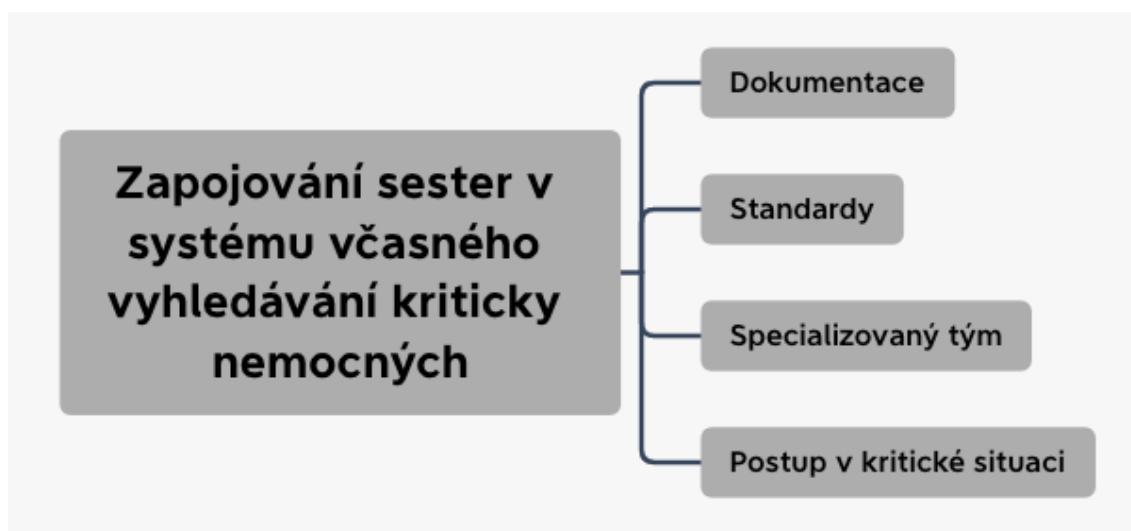 Zapojování sester v
systému včasného
vyhledávání kriticky
nemocných
Dokumentace
Standardy
Specializovaný tým
Postup v kritické situaci